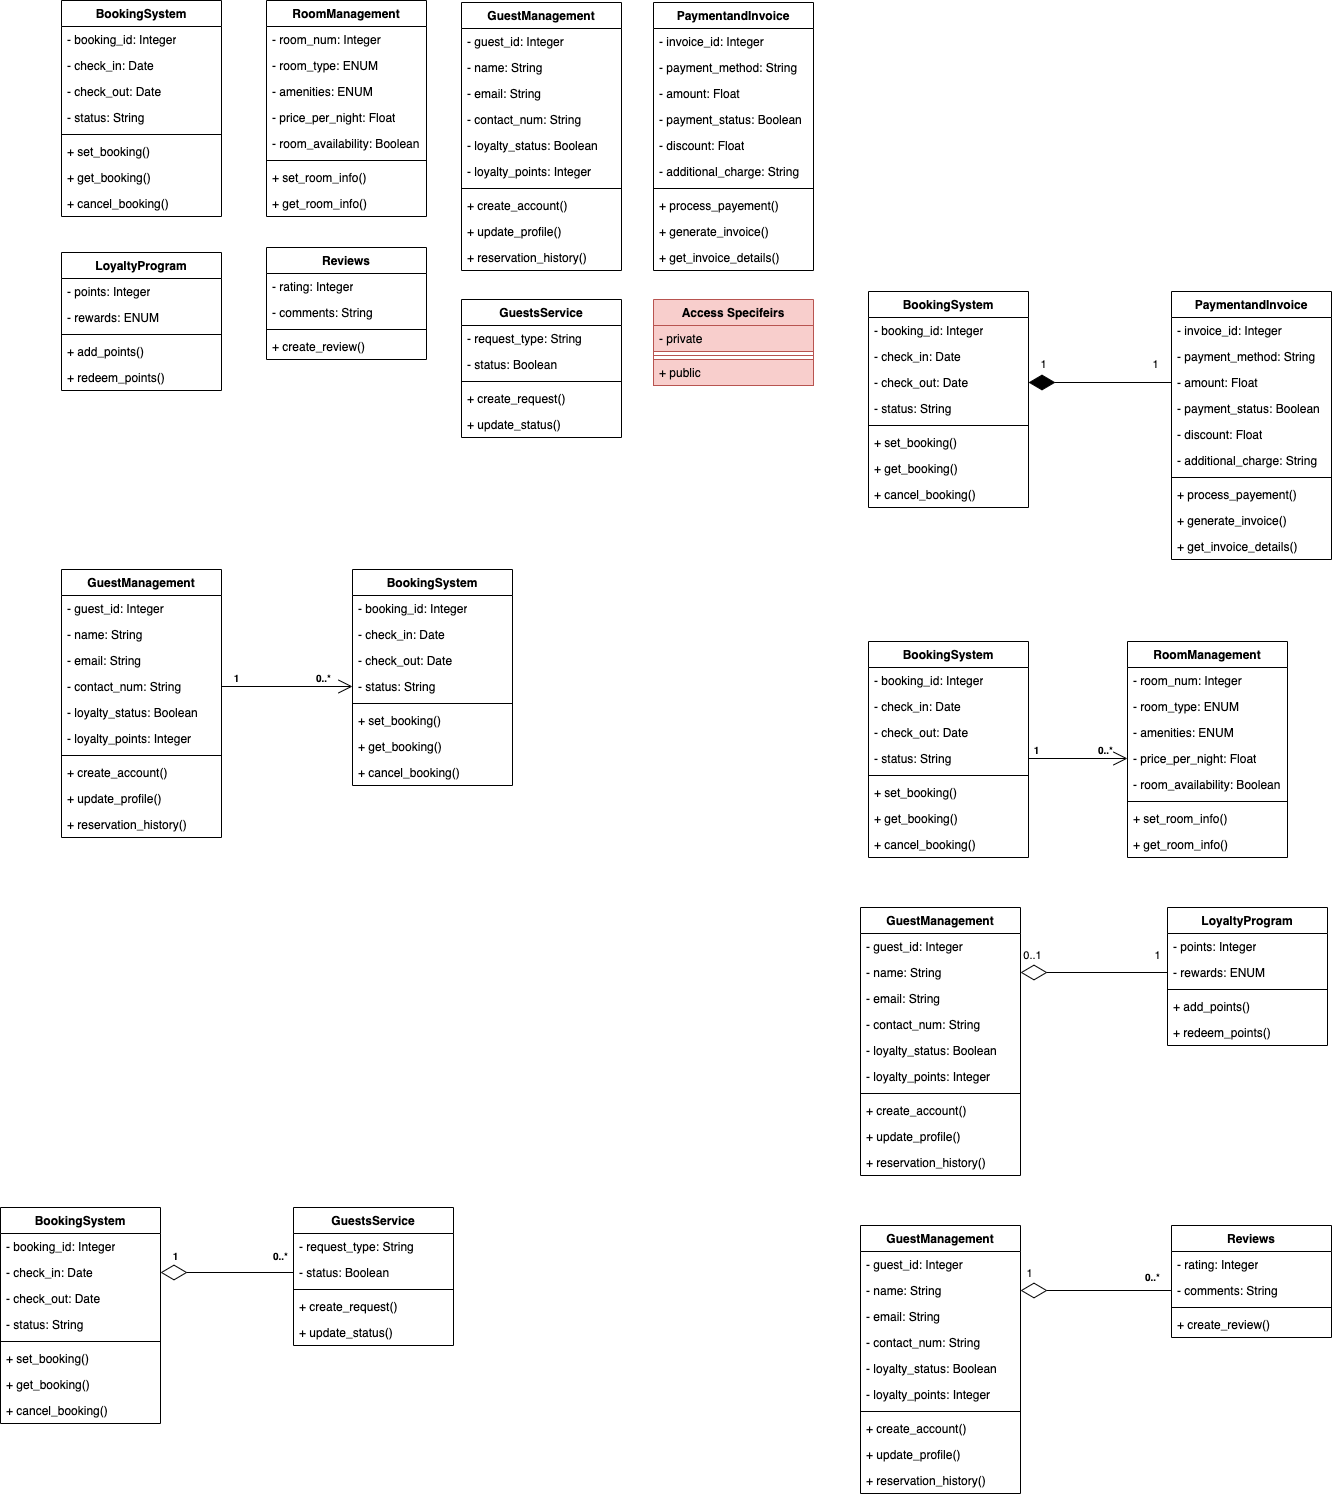 BookingSystem
- booking_id: Integer
- check_in: Date
- check_out: Date
- status: String
+ set_booking()
+ get_booking()
+ cancel_booking()
RoomManagement
- room_num: Integer
- room_type: ENUM
- amenities: ENUM
- price_per_night: Float
- room_availability: Boolean
+ set_room_info()
+ get_room_info()
GuestManagement
- guest_id: Integer
- name: String
- email: String
- contact_num: String
- loyalty_status: Boolean
- loyalty_points: Integer
+ create_account()
+ update_profile()
+ reservation_history()
PaymentandInvoice
- invoice_id: Integer
- payment_method: String
- amount: Float
- payment_status: Boolean
- discount: Float
- additional_charge: String
+ process_payement()
+ generate_invoice()
+ get_invoice_details()
LoyaltyProgram
- points: Integer
- rewards: ENUM
+ add_points()
+ redeem_points()
Reviews
- rating: Integer
- comments: String
+ create_review()
GuestsService
- request_type: String
- status: Boolean
+ create_request()
+ update_status()
Access Specifeirs
- private
+ public
BookingSystem
- booking_id: Integer
- check_in: Date
- check_out: Date
- status: String
+ set_booking()
+ get_booking()
+ cancel_booking()
1
1
PaymentandInvoice
- invoice_id: Integer
- payment_method: String
- amount: Float
- payment_status: Boolean
- discount: Float
- additional_charge: String
+ process_payement()
+ generate_invoice()
+ get_invoice_details()
GuestManagement
- guest_id: Integer
- name: String
- email: String
- contact_num: String
- loyalty_status: Boolean
- loyalty_points: Integer
+ create_account()
+ update_profile()
+ reservation_history()
1
0..*
BookingSystem
- booking_id: Integer
- check_in: Date
- check_out: Date
- status: String
+ set_booking()
+ get_booking()
+ cancel_booking()
BookingSystem
- booking_id: Integer
- check_in: Date
- check_out: Date
- status: String
+ set_booking()
+ get_booking()
+ cancel_booking()
1
0..*
RoomManagement
- room_num: Integer
- room_type: ENUM
- amenities: ENUM
- price_per_night: Float
- room_availability: Boolean
+ set_room_info()
+ get_room_info()
GuestManagement
- guest_id: Integer
- name: String
- email: String
- contact_num: String
- loyalty_status: Boolean
- loyalty_points: Integer
+ create_account()
+ update_profile()
+ reservation_history()
0..1
1
LoyaltyProgram
- points: Integer
- rewards: ENUM
+ add_points()
+ redeem_points()
BookingSystem
- booking_id: Integer
- check_in: Date
- check_out: Date
- status: String
+ set_booking()
+ get_booking()
+ cancel_booking()
1
0..*
GuestsService
- request_type: String
- status: Boolean
+ create_request()
+ update_status()
GuestManagement
- guest_id: Integer
- name: String
- email: String
- contact_num: String
- loyalty_status: Boolean
- loyalty_points: Integer
+ create_account()
+ update_profile()
+ reservation_history()
1
0..*
Reviews
- rating: Integer
- comments: String
+ create_review()